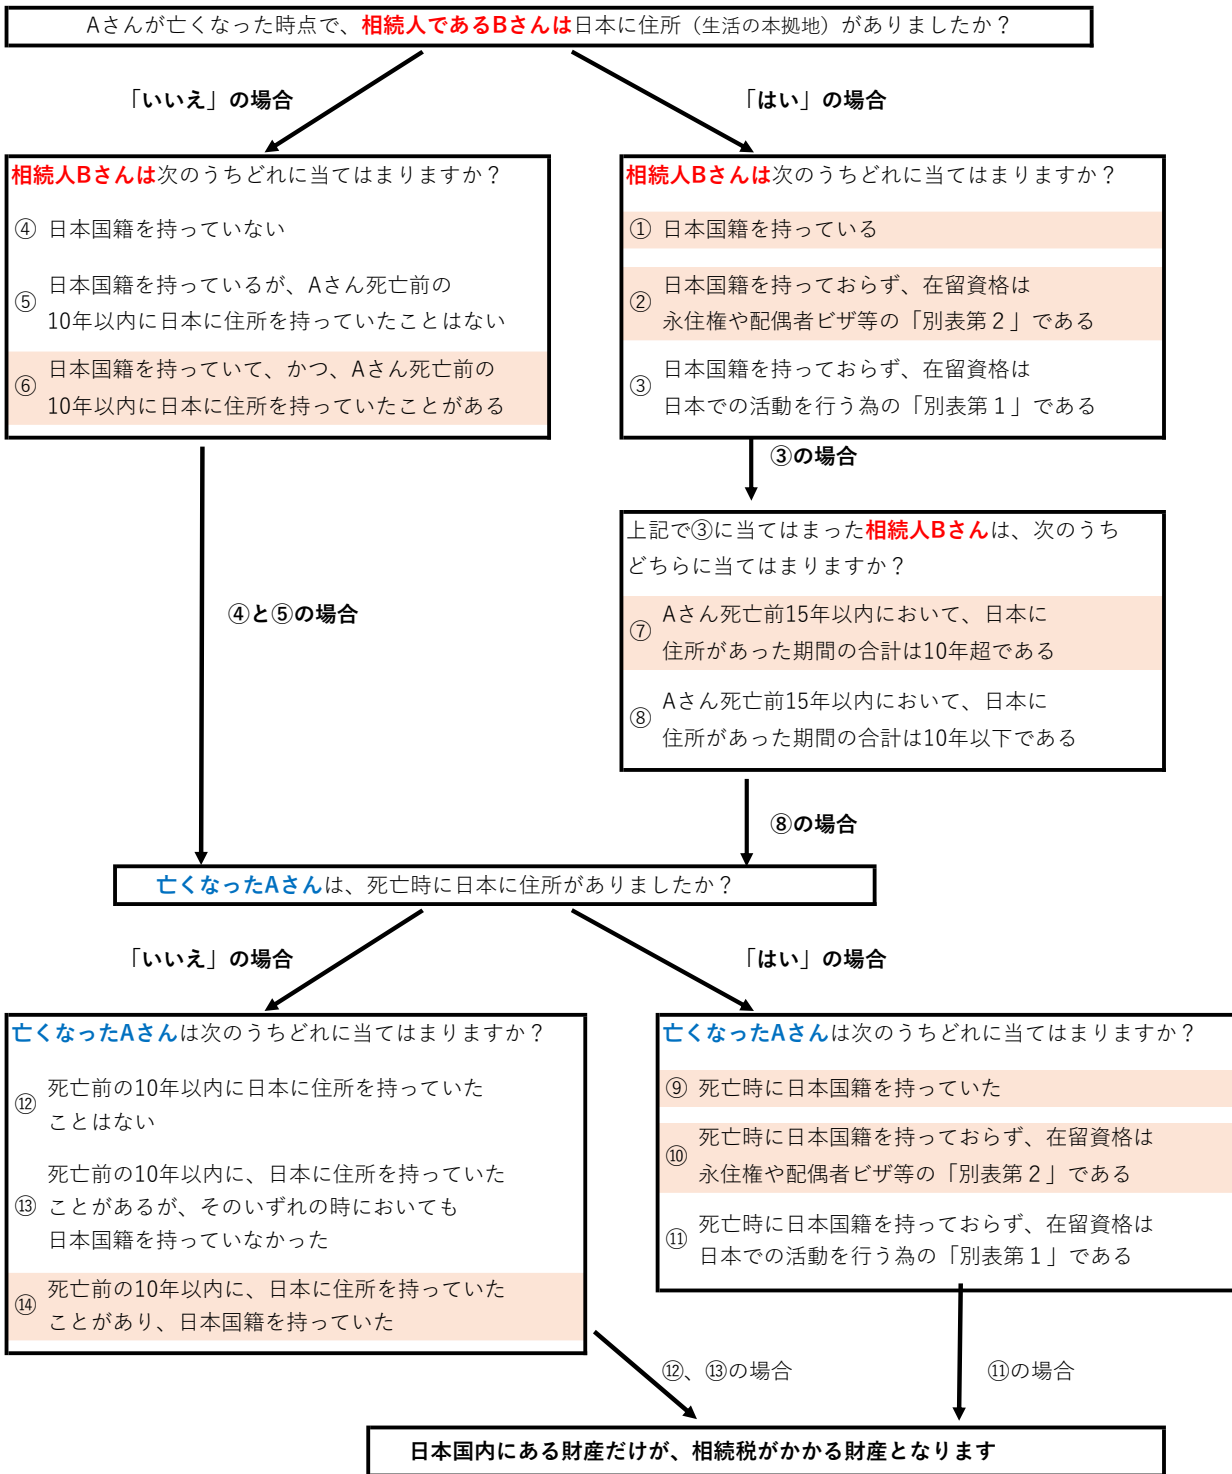 Aさんが亡くなった時点で、相続人であるBさんは日本に住所（生活の本拠地）がありましたか？
「いいえ」の場合
「はい」の場合
相続人Bさんは次のうちどれに当てはまりますか？
④ 日本国籍を持っていない
⑤ 日本国籍を持っているが、Aさん死亡前の
10年以内に日本に住所を持っていたことはない
⑥ 日本国籍を持っていて、かつ、Aさん死亡前の
10年以内に日本に住所を持っていたことがある
相続人Bさんは次のうちどれに当てはまりますか？
① 日本国籍を持っている
② 日本国籍を持っておらず、在留資格は
永住権や配偶者ビザ等の「別表第２」である
③ 日本国籍を持っておらず、在留資格は
日本での活動を行う為の「別表第１」である
③の場合
上記で③に当てはまった相続人Bさんは、次のうち
どちらに当てはまりますか？
⑦ Aさん死亡前15年以内において、日本に
住所があった期間の合計は10年超である
⑧ Aさん死亡前15年以内において、日本に
住所があった期間の合計は10年以下である
④と⑤の場合
⑧の場合
亡くなったAさんは、死亡時に日本に住所がありましたか？
「いいえ」の場合
「はい」の場合
亡くなったAさんは次のうちどれに当てはまりますか？
⑫ 死亡前の10年以内に日本に住所を持っていた
ことはない
⑬ 死亡前の10年以内に、日本に住所を持っていた
ことがあるが、そのいずれの時においても
日本国籍を持っていなかった
⑭ 死亡前の10年以内に、日本に住所を持っていた
ことがあり、日本国籍を持っていた
亡くなったAさんは次のうちどれに当てはまりますか？
⑨ 死亡時に日本国籍を持っていた
⑩ 死亡時に日本国籍を持っておらず、在留資格は
永住権や配偶者ビザ等の「別表第２」である
⑪ 死亡時に日本国籍を持っておらず、在留資格は
日本での活動を行う為の「別表第１」である
⑫、⑬の場合
⑪の場合
日本国内にある財産だけが、相続税がかかる財産となります